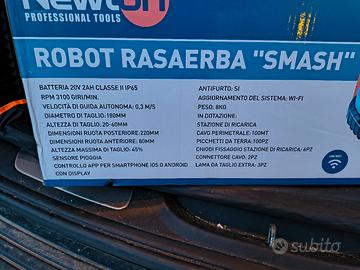 Newton
PROFESSIONAL TOOLS
ROBOT RASAERBA "SMASH"
BATTERIA 20V 2AH CLASSE II IP65
RPM 3100 GIRI/MIN.
VELOCITÀ DI GUIDA AUTONOMA: 0,3 M/S
DIAMETRO DI TAGLIO:180MM
ALTEZZA DI TAGLIO: 20-60MM
DIMENSIONI RUOTA POSTERIORE:220MM
DIMENSIONI RUOTA ANTERIORE: 80MM
ALTEZZA MASSIMA DI TAGLIO: 45%
SENSORE PIOGGIA
CONTROLLO APP PER SMARTPHONE IOS O ANDROID
CON DISPLAY
ANTIFURTO: SI
AGGIORNAMENTO DEL SISTEMA: WI-FI
PESO: 8KG
IN DOTAZIONE:
STAZIONE DI RICARICA
CAVO PERIMETRALE: 100MT
PICCHETTI DA TERRA: 100PZ
CHIODI FISSAGGIO STAZIONE DI RICARICA: 6PZ
CONNETTORE CAVO: 2PZ
LAMA DA TAGLIO EXTRA: 3PZ
subito